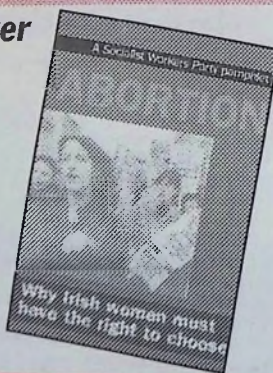 er
A Socialist Workers Party pamphlet
ABORTION
Why Irish women must
have the right to choose